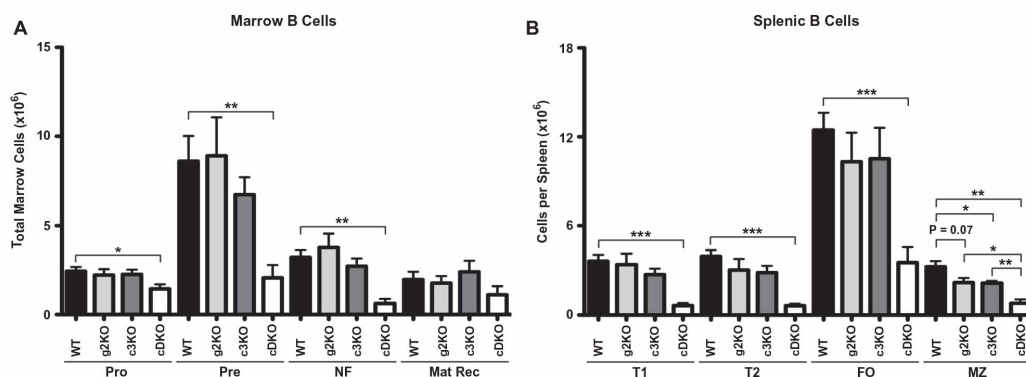 A
Marrow B Cells
Total Marrow Cells (x10⁶)
15
10
5
0
*
**
**
WT g2KO c3KO cDKO WT g2KO c3KO cDKO WT g2KO c3KO cDKO WT g2KO c3KO cDKO
Pro Pre NF Mat Rec
B
Splenic B Cells
Cells per Spleen (x10⁶)
18
12
6
0
***
***
***
**
*
P = 0.07
*
**
WT g2KO c3KO cDKO WT g2KO c3KO cDKO WT g2KO c3KO cDKO WT g2KO c3KO cDKO
T1 T2 FO MZ